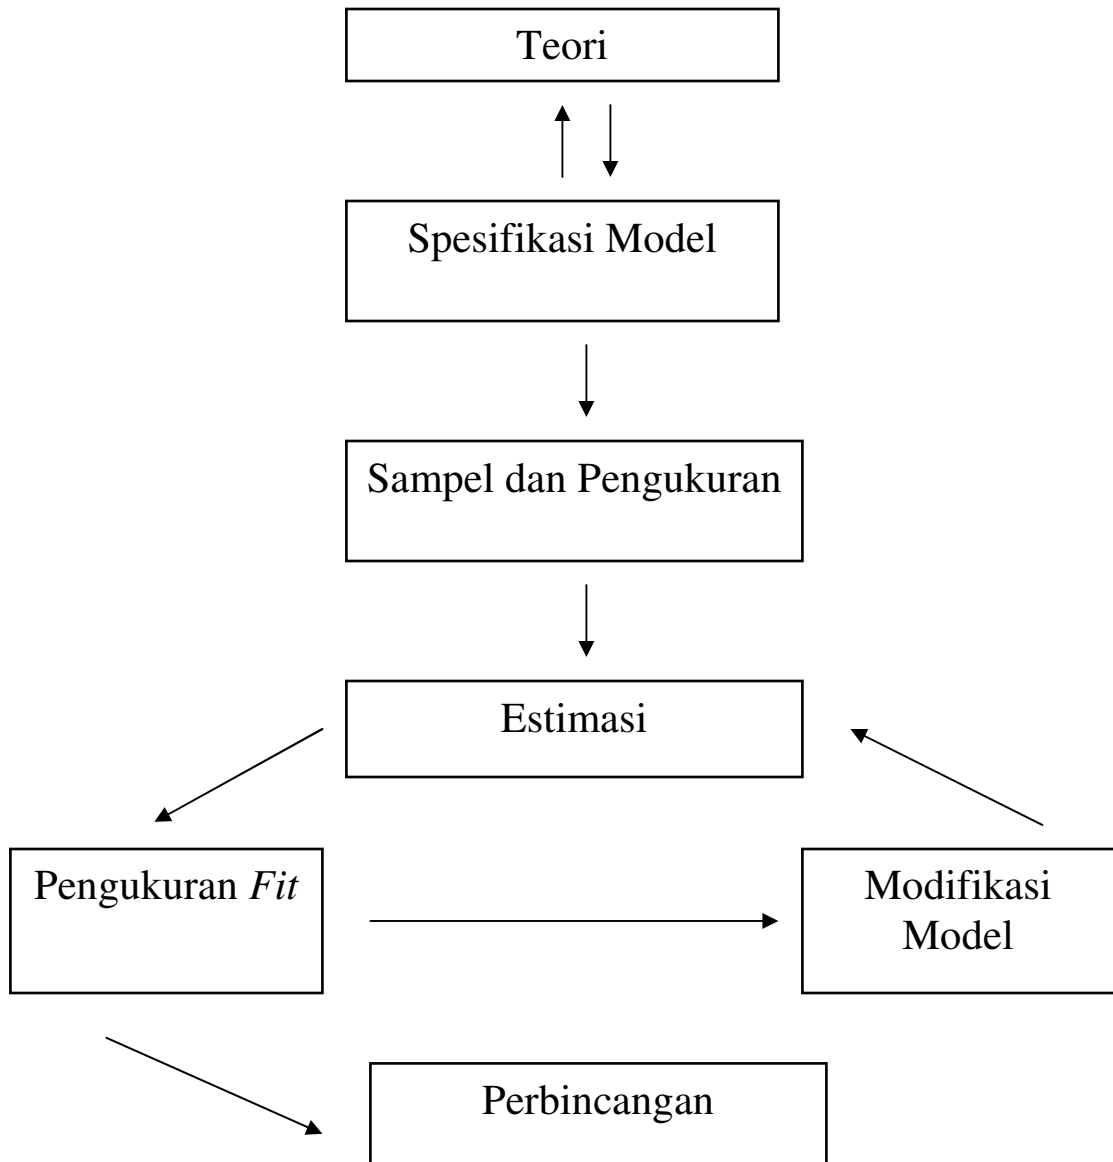 Teori
Spesifikasi Model
Sampel dan Pengukuran
Estimasi
Pengukuran Fit
Modifikasi
Model
Perbincangan